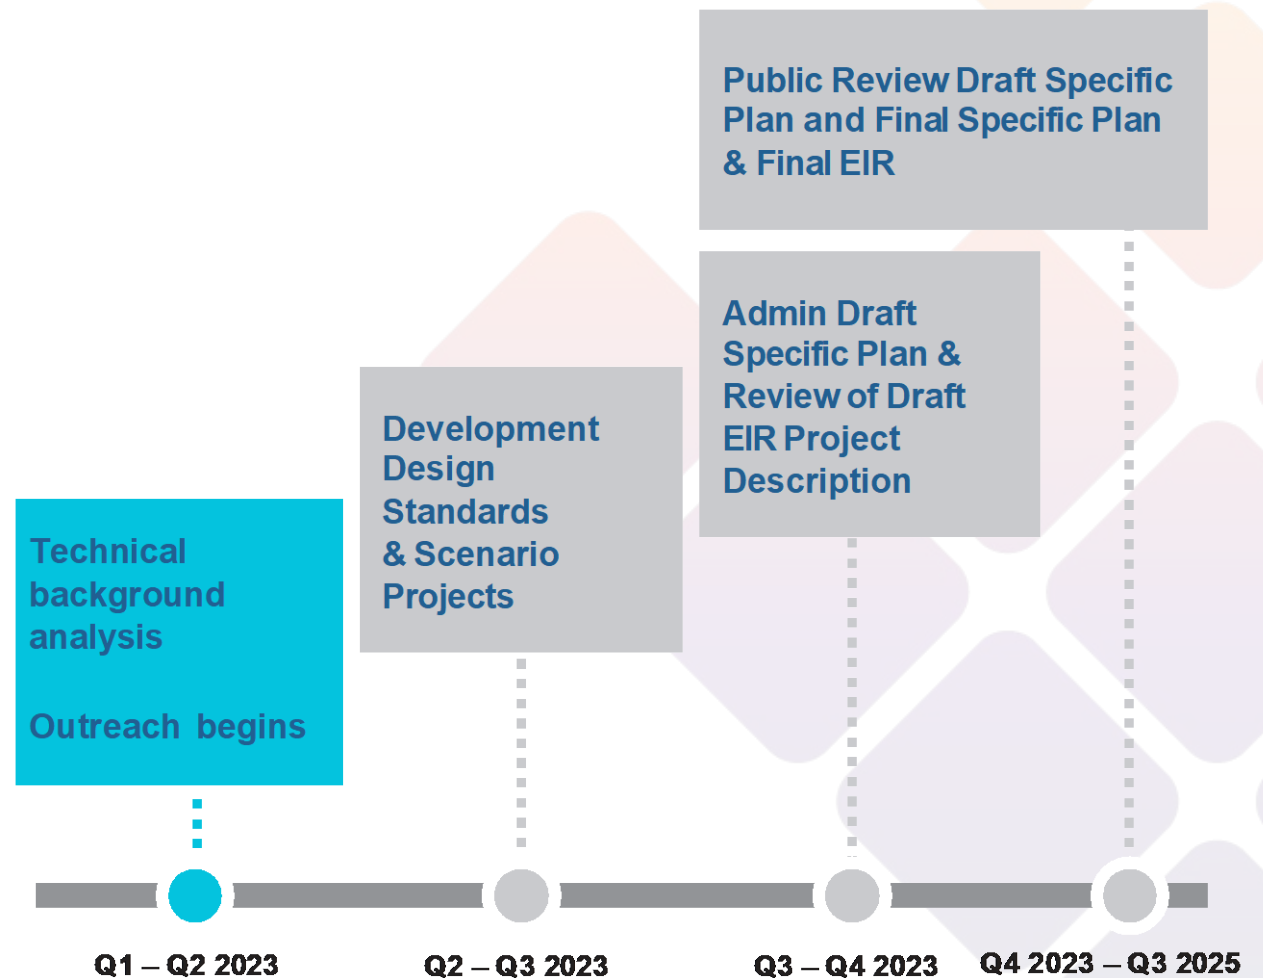 Public Review Draft Specific
Plan and Final Specific Plan
& Final EIR
Admin Draft
Specific Plan &
Review of Draft
EIR Project
Description
Development
Design
Standards
& Scenario
Projects
Technical
background
analysis
Outreach begins
Q1 – Q2 2023
Q2 – Q3 2023
Q3 – Q4 2023
Q4 2023 – Q3 2025